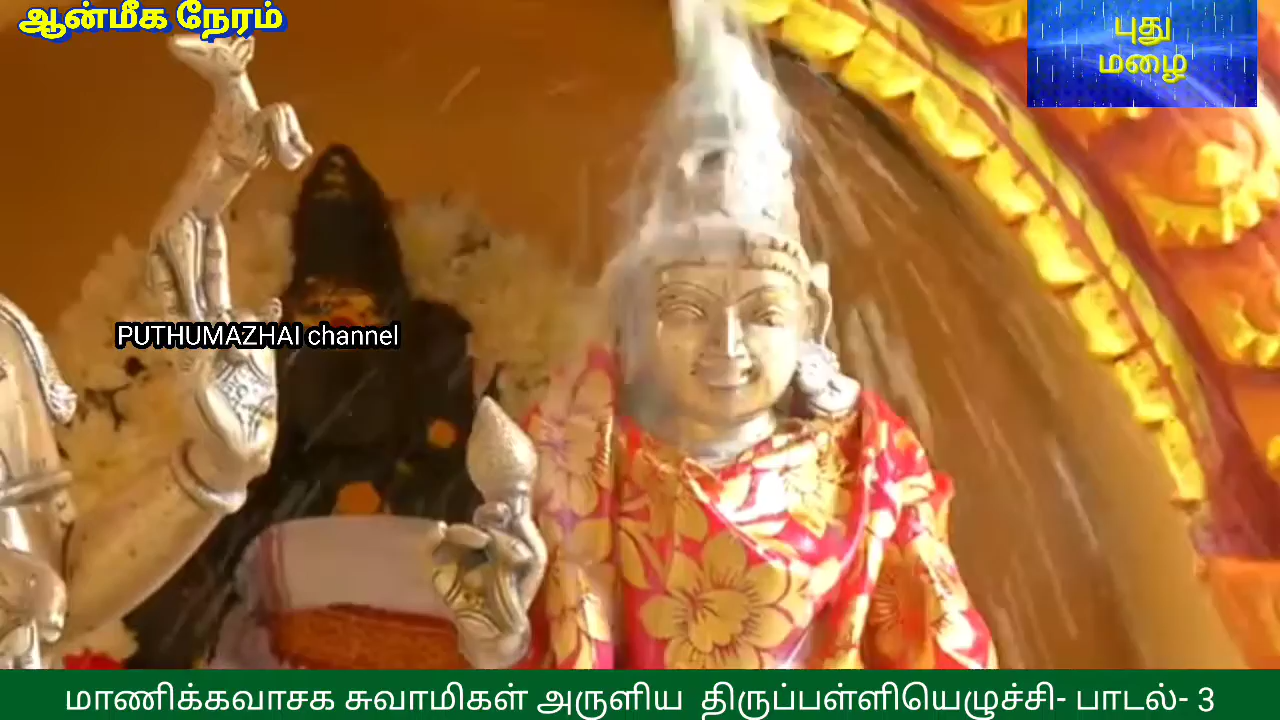 ஆன்மீக நேரம்
புது
மழை
PUTHUMAZHAI channel
மாணிக்கவாசக சுவாமிகள் அருளிய திருப்பள்ளியெழுச்சி- பாடல்- 3